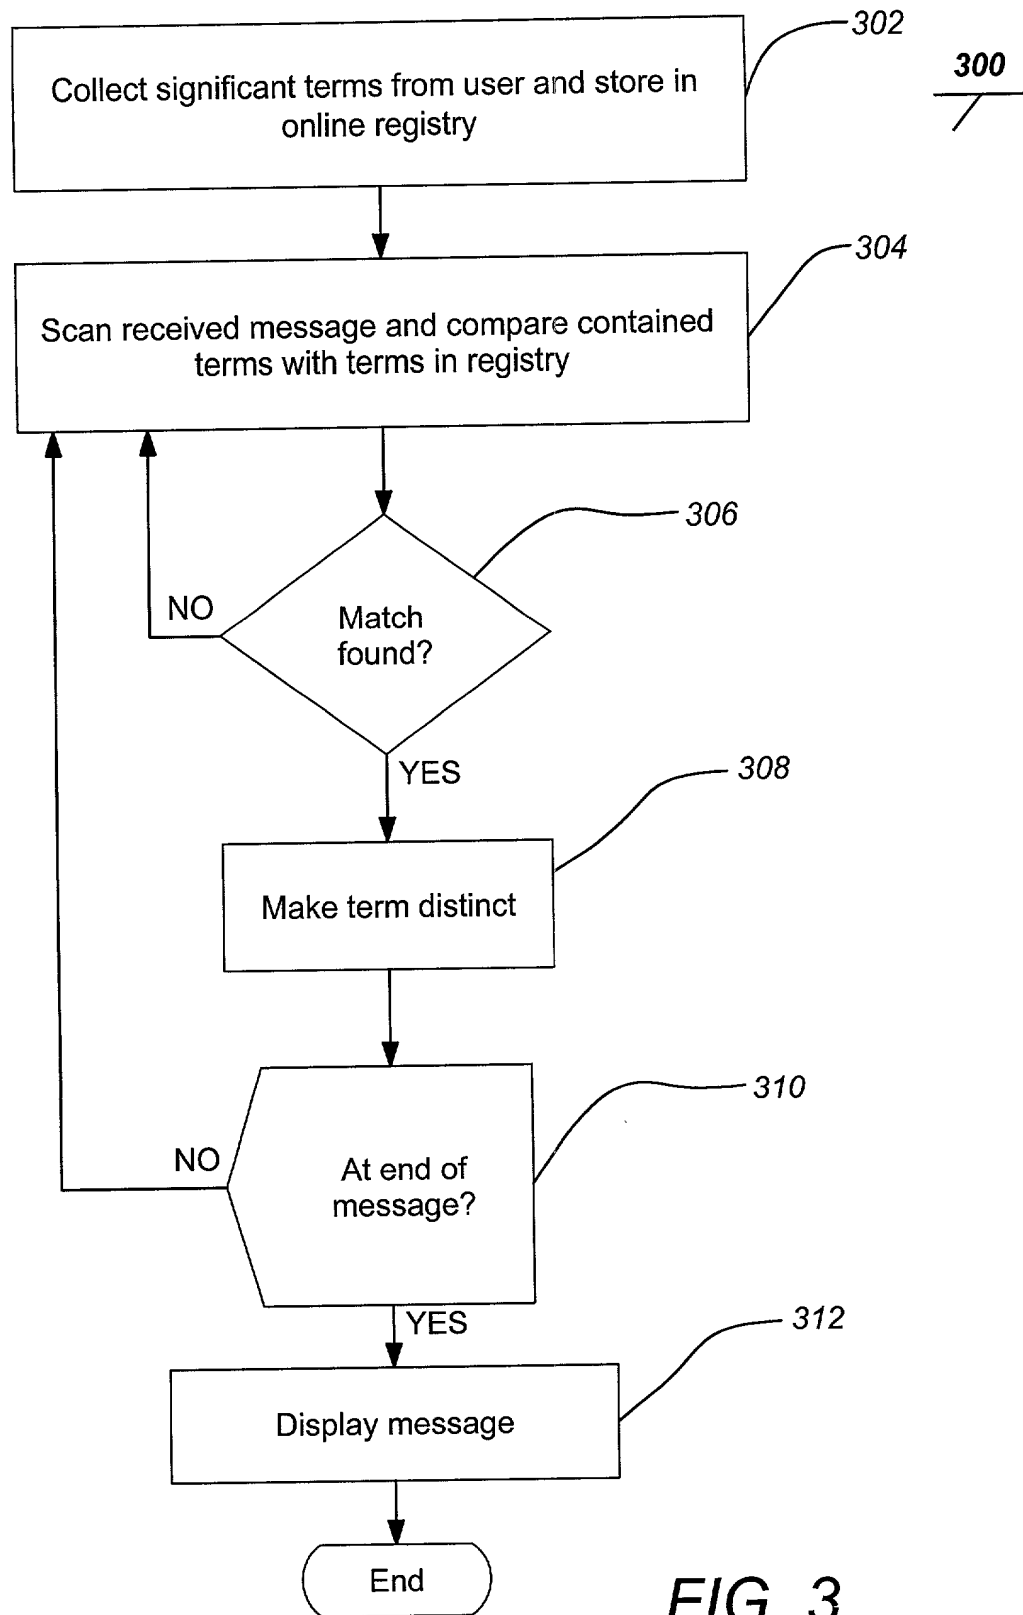 302
300
Collect significant terms from user and store in
online registry
304
Scan received message and compare contained
terms with terms in registry
306
NO
Match
found?
YES
308
Make term distinct
310
NO
At end of
message?
YES
312
Display message
End
FIG. 3